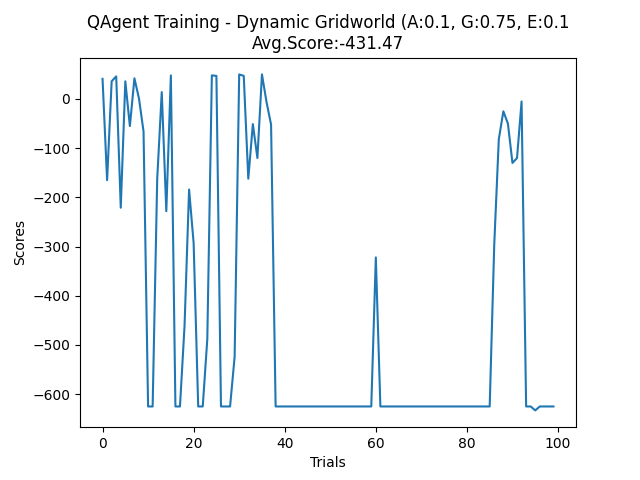 QAgent Training - Dynamic Gridworld (A:0.1, G:0.75, E:0.1
Avg.Score:-431.47
0
−100
−200
−300
−400
−500
−600
Scores
0 20 40 60 80 100
Trials